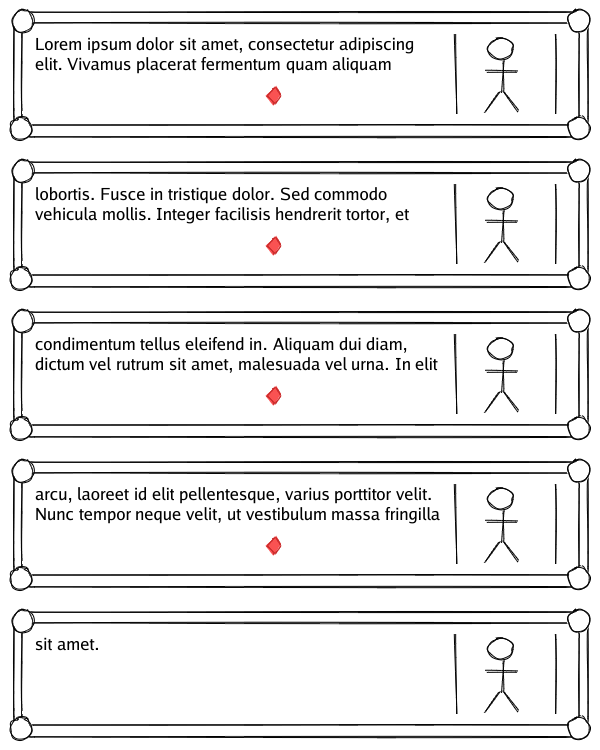 Lorem ipsum dolor sit amet, consectetur adipiscing
elit. Vivamus placerat fermentum quam aliquam
lobortis. Fusce in tristique dolor. Sed commodo
vehicula mollis. Integer facilisis hendrerit tortor, et
condimentum tellus eleifend in. Aliquam dui diam,
dictum vel rutrum sit amet, malesuada vel urna. In elit
arcu, laoreet id elit pellentesque, varius porttitor velit.
Nunc tempor neque velit, ut vestibulum massa fringilla
sit amet.